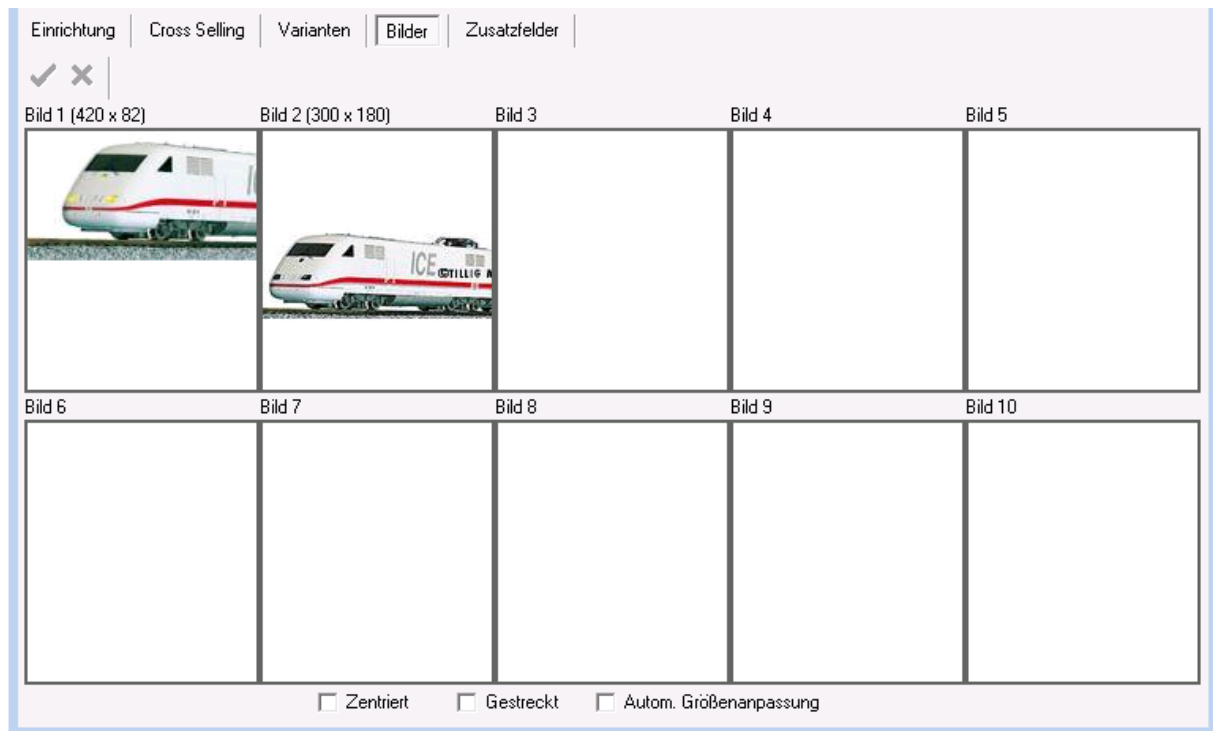 Einrichtung Cross Selling Varianten Bilder Zusatzfelder
Bild 1 (420 x 82) Bild 2 (300 x 180) Bild 3 Bild 4 Bild 5
ICE ©TILLIG
Bild 6 Bild 7 Bild 8 Bild 9 Bild 10
Zentriert Gestreckt Autom. Größenanpassung